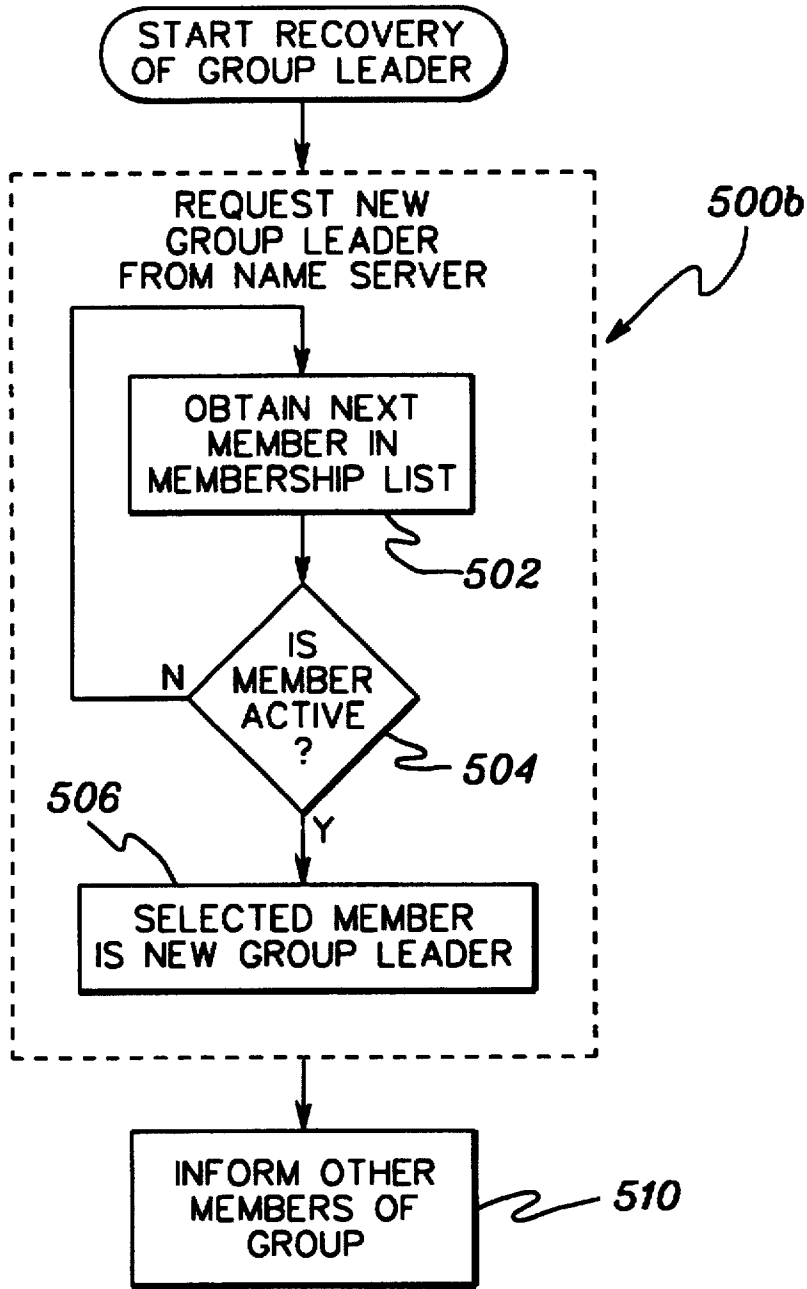 START RECOVERY
OF GROUP LEADER
REQUEST NEW
GROUP LEADER
FROM NAME SERVER
500b
OBTAIN NEXT
MEMBER IN
MEMBERSHIP LIST
502
IS
MEMBER
ACTIVE
?
N
504
Y
506
SELECTED MEMBER
IS NEW GROUP LEADER
INFORM OTHER
MEMBERS OF
GROUP
510